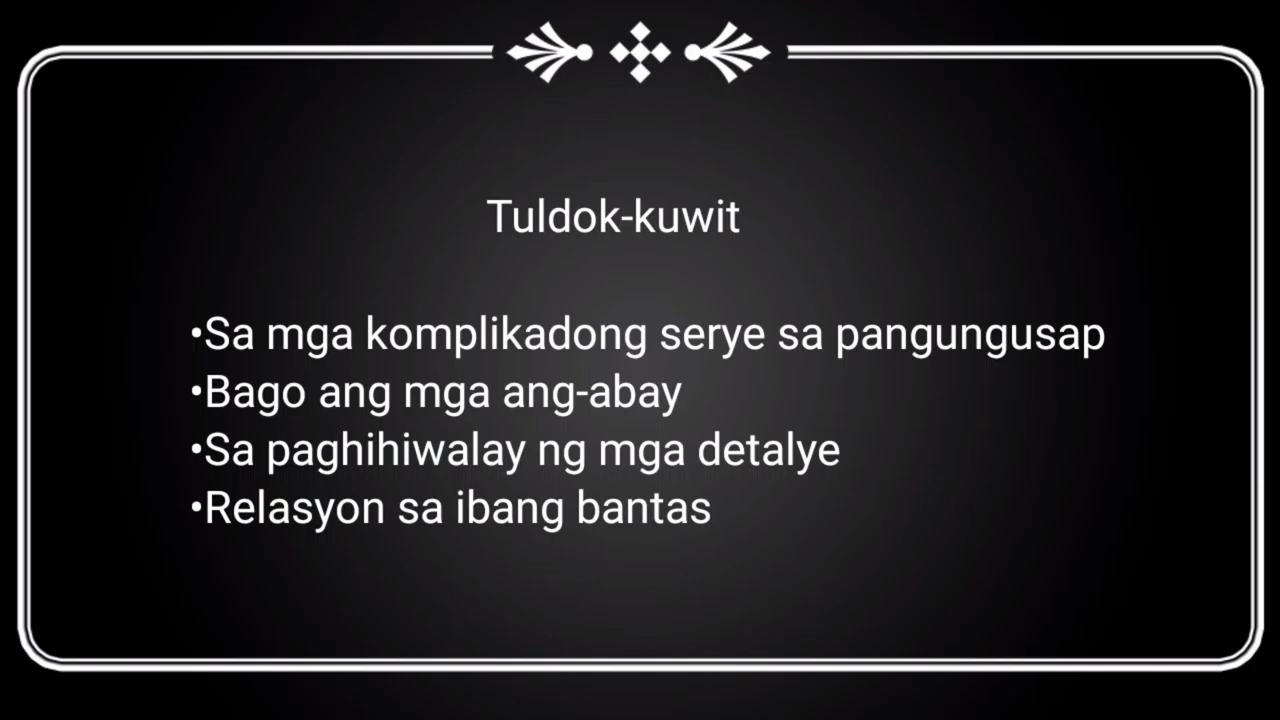 Tuldok-kuwit
•Sa mga komplikadong serye sa pangungusap
•Bago ang mga ang-abay
•Sa paghihiwalay ng mga detalye
•Relasyon sa ibang bantas